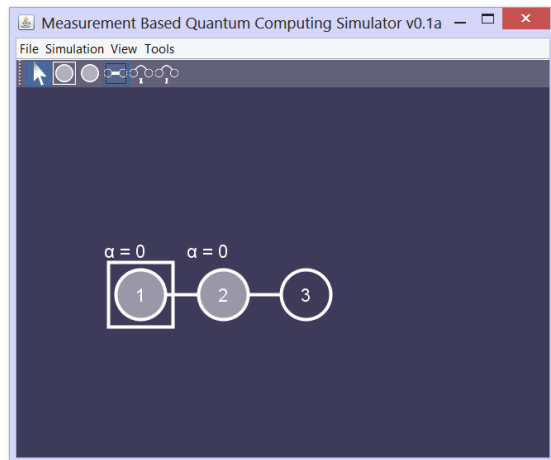 Measurement Based Quantum Computing Simulator v0.1a
File Simulation View Tools
α = 0 α = 0
1 2 3